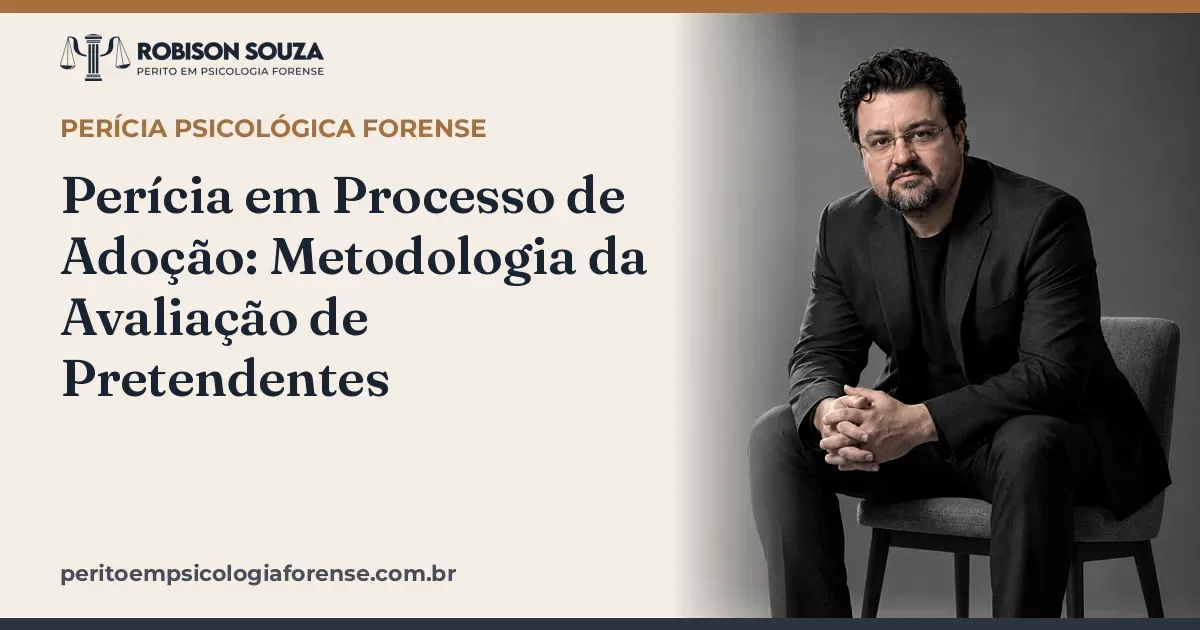 ROBISON SOUZA
PERITO EM PSICOLOGIA FORENSE
PERÍCIA PSICOLÓGICA FORENSE
Perícia em Processo de
Adoção: Metodologia da
Avaliação de
Pretendentes
peritoempsicologiaforense.com.br